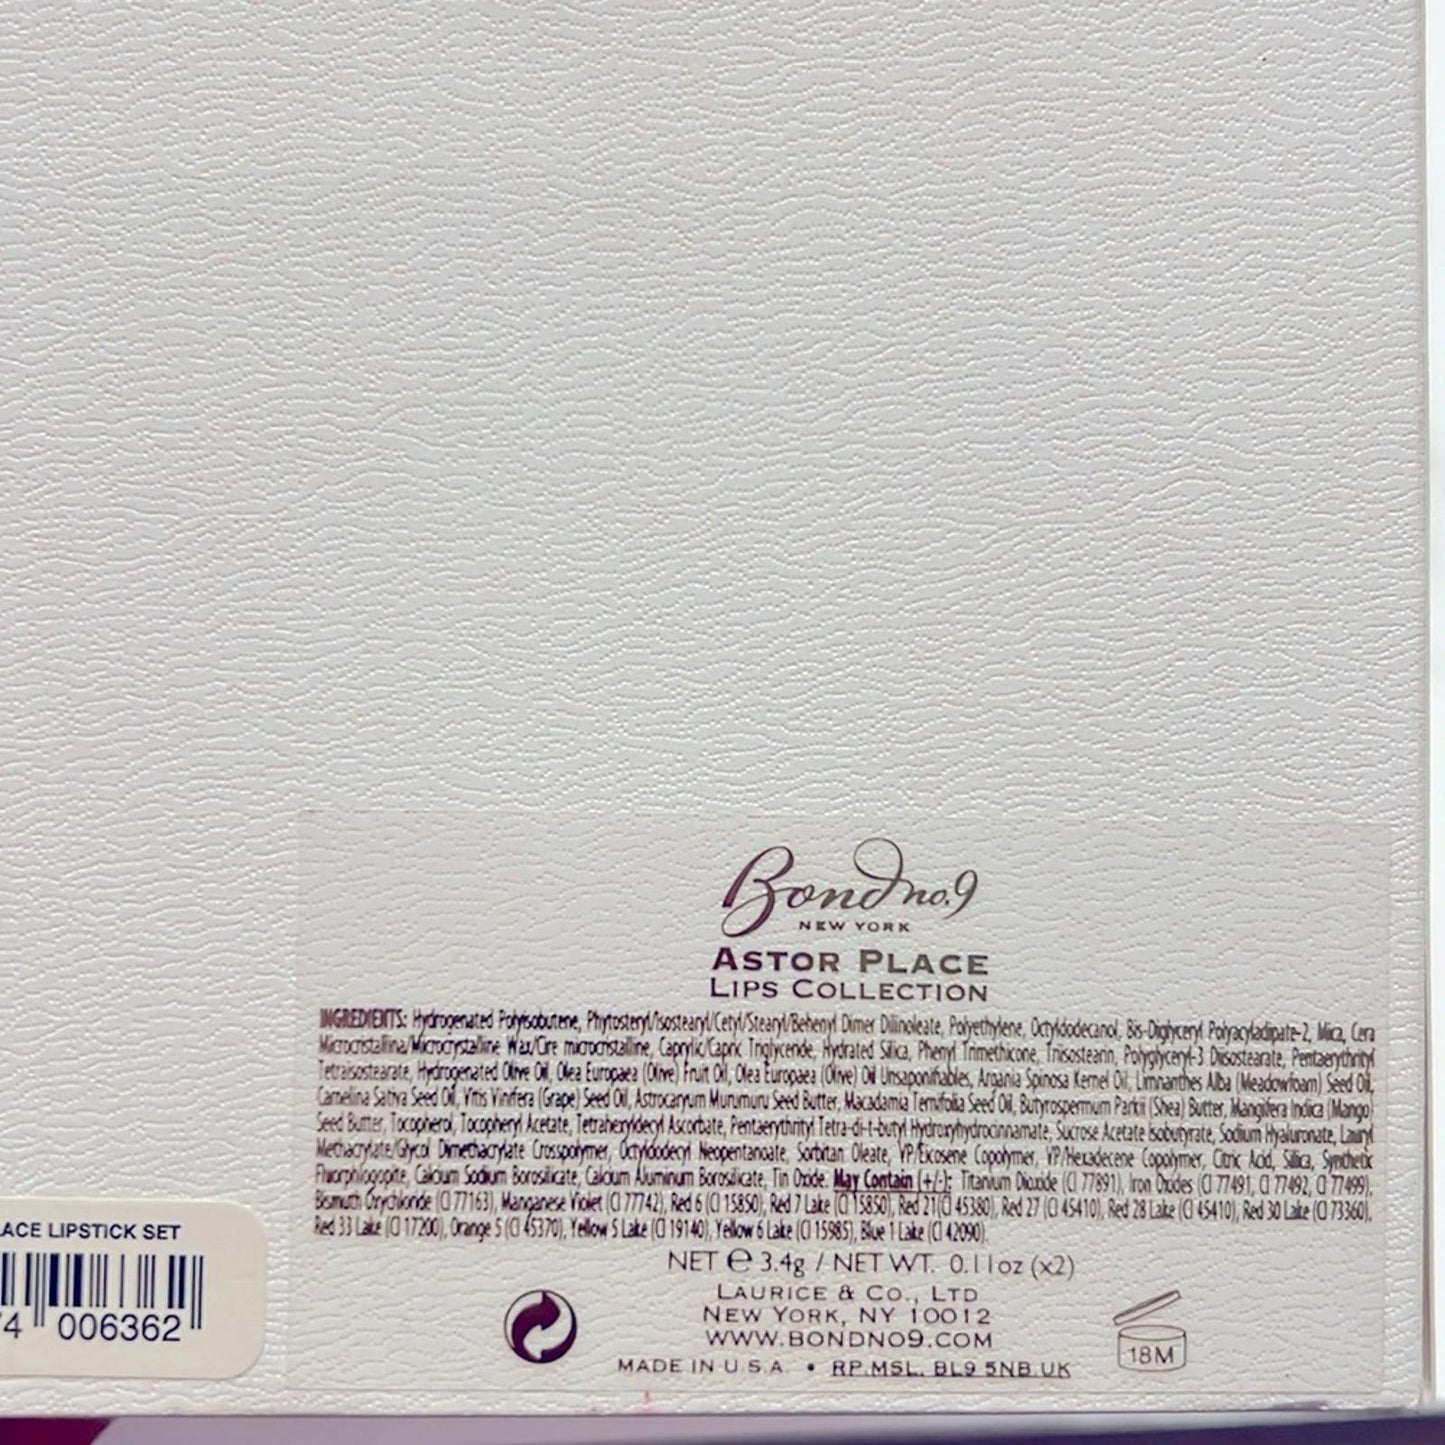 Bond no.9
NEW YORK
ASTOR PLACE
LIPS COLLECTION
INGREDIENTS: Hydrogenated Polyisobutene, Phytosteryl/Isostearyl/Cetyl/Stearyl/Behenyl Dimer Dilinoleate, Polyethylene, Octyldodecanol, Bis-Diglyceryl Polyacyladipate-2, Mica, Cera
Microcristallina/Microcrystalline Wax/Cire microcristalline, Caprylic/Capric Triglyceride, Hydrated Silica, Phenyl Trimethicone, Triisostearin, Polyglyceryl-3 Diisostearate, Pentaerythrityl
Tetraisostearate, Hydrogenated Olive Oil, Olea Europaea (Olive) Fruit Oil, Olea Europaea (Olive) Oil Unsaponifiables, Argania Spinosa Kernel Oil, Limnanthes Alba (Meadowfoam) Seed Oil,
Camelina Sativa Seed Oil, Vitis Vinifera (Grape) Seed Oil, Astrocaryum Murumuru Seed Butter, Macadamia Ternifolia Seed Oil, Butyrospermum Parkii (Shea) Butter, Mangifera Indica (Mango)
Seed Butter, Tocopherol, Tocopheryl Acetate, Tetrahexyldecyl Ascorbate, Pentaerythrityl Tetra-di-t-butyl Hydroxyhydrocinnamate, Sucrose Acetate Isobutyrate, Sodium Hyaluronate, Lauryl
Methacrylate/Glycol Dimethacrylate Crosspolymer, Octyldodecyl Neopentanoate, Sorbitan Oleate, VP/Eicosene Copolymer, VP/Hexadecene Copolymer, Citric Acid, Silica, Synthetic
Fluorphlogopite, Calcium Sodium Borosilicate, Calcium Aluminum Borosilicate, Tin Oxide. May Contain (+/-): Titanium Dioxide (CI 77891), Iron Oxides (CI 77491, CI 77492, CI 77499),
Bismuth Oxychloride (CI 77163), Manganese Violet (CI 77742), Red 6 (CI 15850), Red 7 Lake (CI 15850), Red 21(CI 45380), Red 27 (CI 45410), Red 28 Lake (CI 45410), Red 30 Lake (CI 73360),
Red 33 Lake (CI 17200), Orange 5 (CI 45370), Yellow 5 Lake (CI 19140), Yellow 6 Lake (CI 15985), Blue 1 Lake (CI 42090).
NET e 3.4g / NET WT. 0.11oz (x2)
LAURICE & CO., LTD
NEW YORK, NY 10012
WWW.BONDNO9.COM
MADE IN U.S.A. • RP.MSL. BL9 5NB.UK
18M
ACE LIPSTICK SET
4 006362